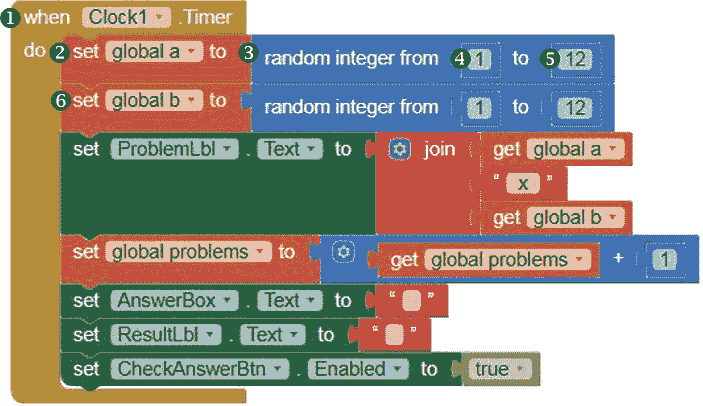 1 when Clock1 .Timer
do 2 set global a to 3 random integer from 4 1 to 5 12
6 set global b to random integer from 1 to 12
set ProblemLbl . Text to join get global a
" x "
get global b
set global problems to get global problems + 1
set AnswerBox . Text to " "
set ResultLbl . Text to " "
set CheckAnswerBtn . Enabled to true